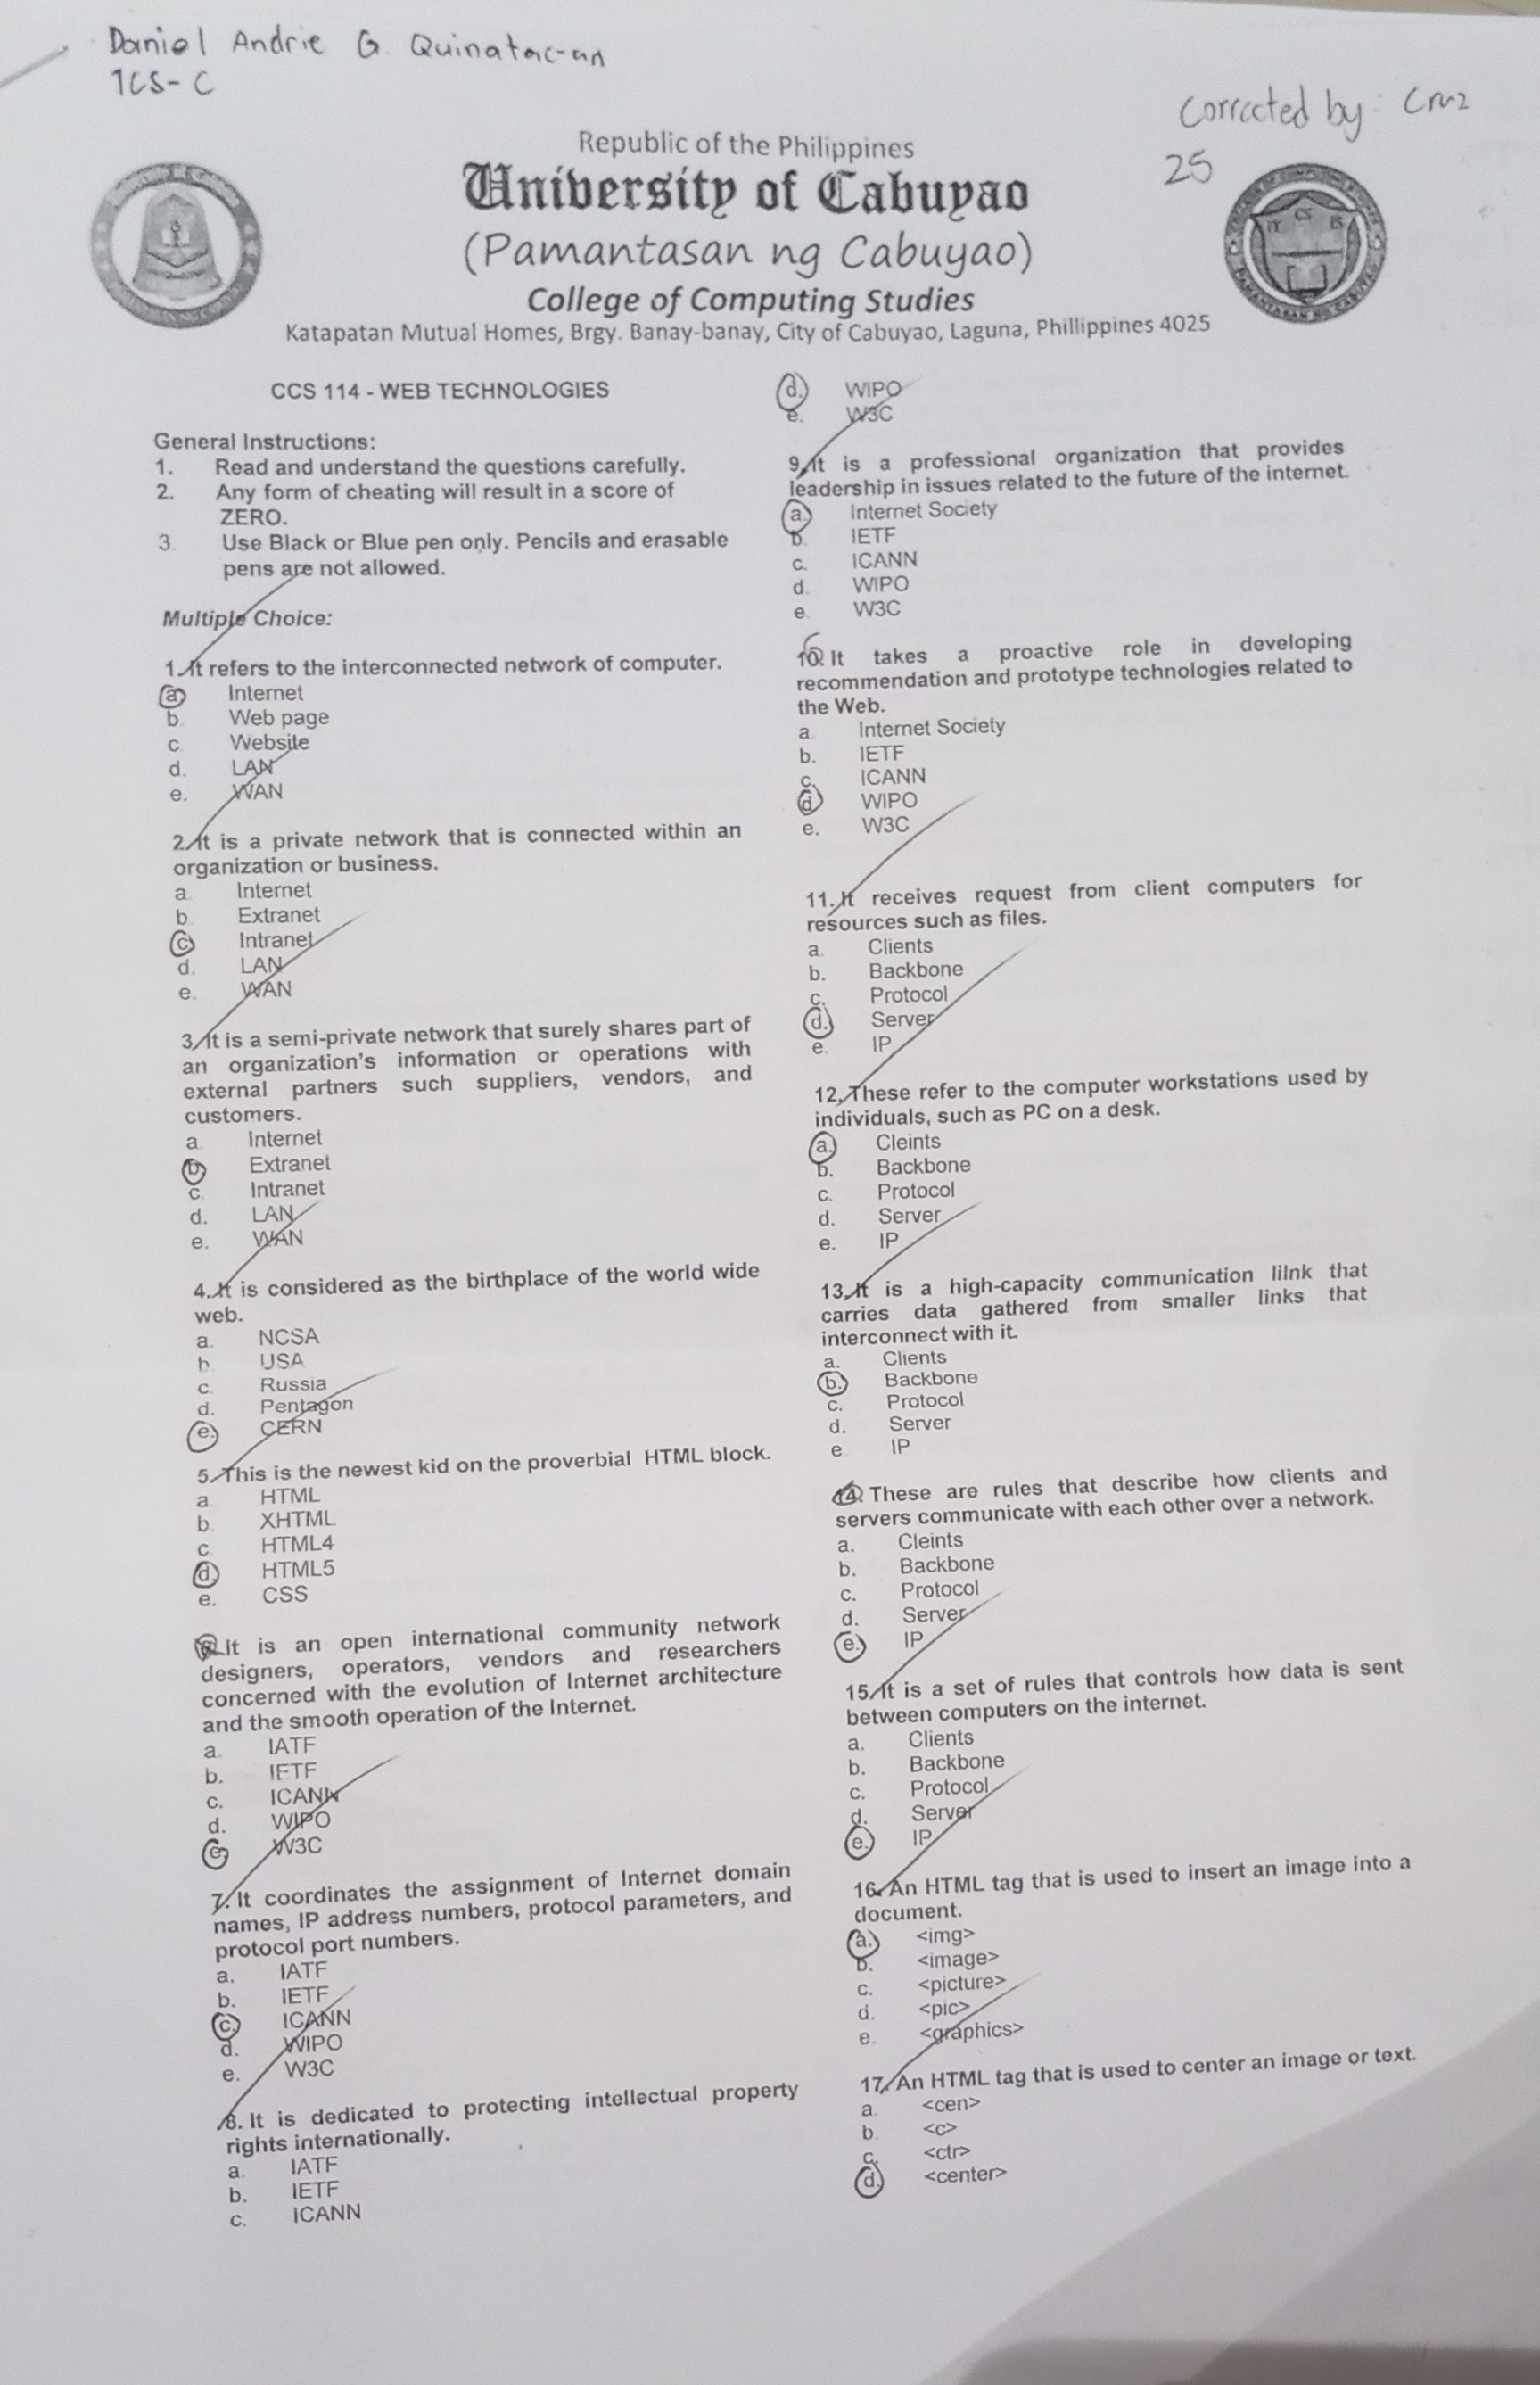 Daniel Andrie G. Quinatac-an
1CS-C
Corrected by: Cruz
25
Republic of the Philippines
University of Cabuyao
(Pamantasan ng Cabuyao)
College of Computing Studies
Katapatan Mutual Homes, Brgy. Banay-banay, City of Cabuyao, Laguna, Phillippines 4025
CCS 114 - WEB TECHNOLOGIES
General Instructions:
1. Read and understand the questions carefully.
2. Any form of cheating will result in a score of
ZERO.
3. Use Black or Blue pen only. Pencils and erasable
pens are not allowed.
Multiple Choice:
1. It refers to the interconnected network of computer.
a. Internet
b. Web page
c. Website
d. LAN
e. WAN
2. It is a private network that is connected within an
organization or business.
a. Internet
b. Extranet
c. Intranet
d. LAN
e. WAN
3. It is a semi-private network that surely shares part of
an organization's information or operations with
external partners such suppliers, vendors, and
customers.
a. Internet
b. Extranet
c. Intranet
d. LAN
e. WAN
4. It is considered as the birthplace of the world wide
web.
a. NCSA
b. USA
c. Russia
d. Pentagon
e. CERN
5. This is the newest kid on the proverbial HTML block.
a. HTML
b. XHTML
c. HTML4
d. HTML5
e. CSS
6. It is an open international community network
designers, operators, vendors and researchers
concerned with the evolution of Internet architecture
and the smooth operation of the Internet.
a. IATF
b. IETF
c. ICANN
d. WIPO
e. W3C
7. It coordinates the assignment of Internet domain
names, IP address numbers, protocol parameters, and
protocol port numbers.
a. IATF
b. IETF
c. ICANN
d. WIPO
e. W3C
8. It is dedicated to protecting intellectual property
rights internationally.
a. IATF
b. IETF
c. ICANN
d. WIPO
e. W3C
9. It is a professional organization that provides
leadership in issues related to the future of the internet.
a. Internet Society
b. IETF
c. ICANN
d. WIPO
e. W3C
10. It takes a proactive role in developing
recommendation and prototype technologies related to
the Web.
a. Internet Society
b. IETF
c. ICANN
d. WIPO
e. W3C
11. It receives request from client computers for
resources such as files.
a. Clients
b. Backbone
c. Protocol
d. Server
e. IP
12. These refer to the computer workstations used by
individuals, such as PC on a desk.
a. Cleints
b. Backbone
c. Protocol
d. Server
e. IP
13. It is a high-capacity communication lilnk that
carries data gathered from smaller links that
interconnect with it.
a. Clients
b. Backbone
c. Protocol
d. Server
e. IP
14. These are rules that describe how clients and
servers communicate with each other over a network.
a. Cleints
b. Backbone
c. Protocol
d. Server
e. IP
15. It is a set of rules that controls how data is sent
between computers on the internet.
a. Clients
b. Backbone
c. Protocol
d. Server
e. IP
16. An HTML tag that is used to insert an image into a
document.
a. <img>
b. <image>
c. <picture>
d. <pic>
e. <graphics>
17. An HTML tag that is used to center an image or text.
a. <cen>
b. <c>
c. <ctr>
d. <center>